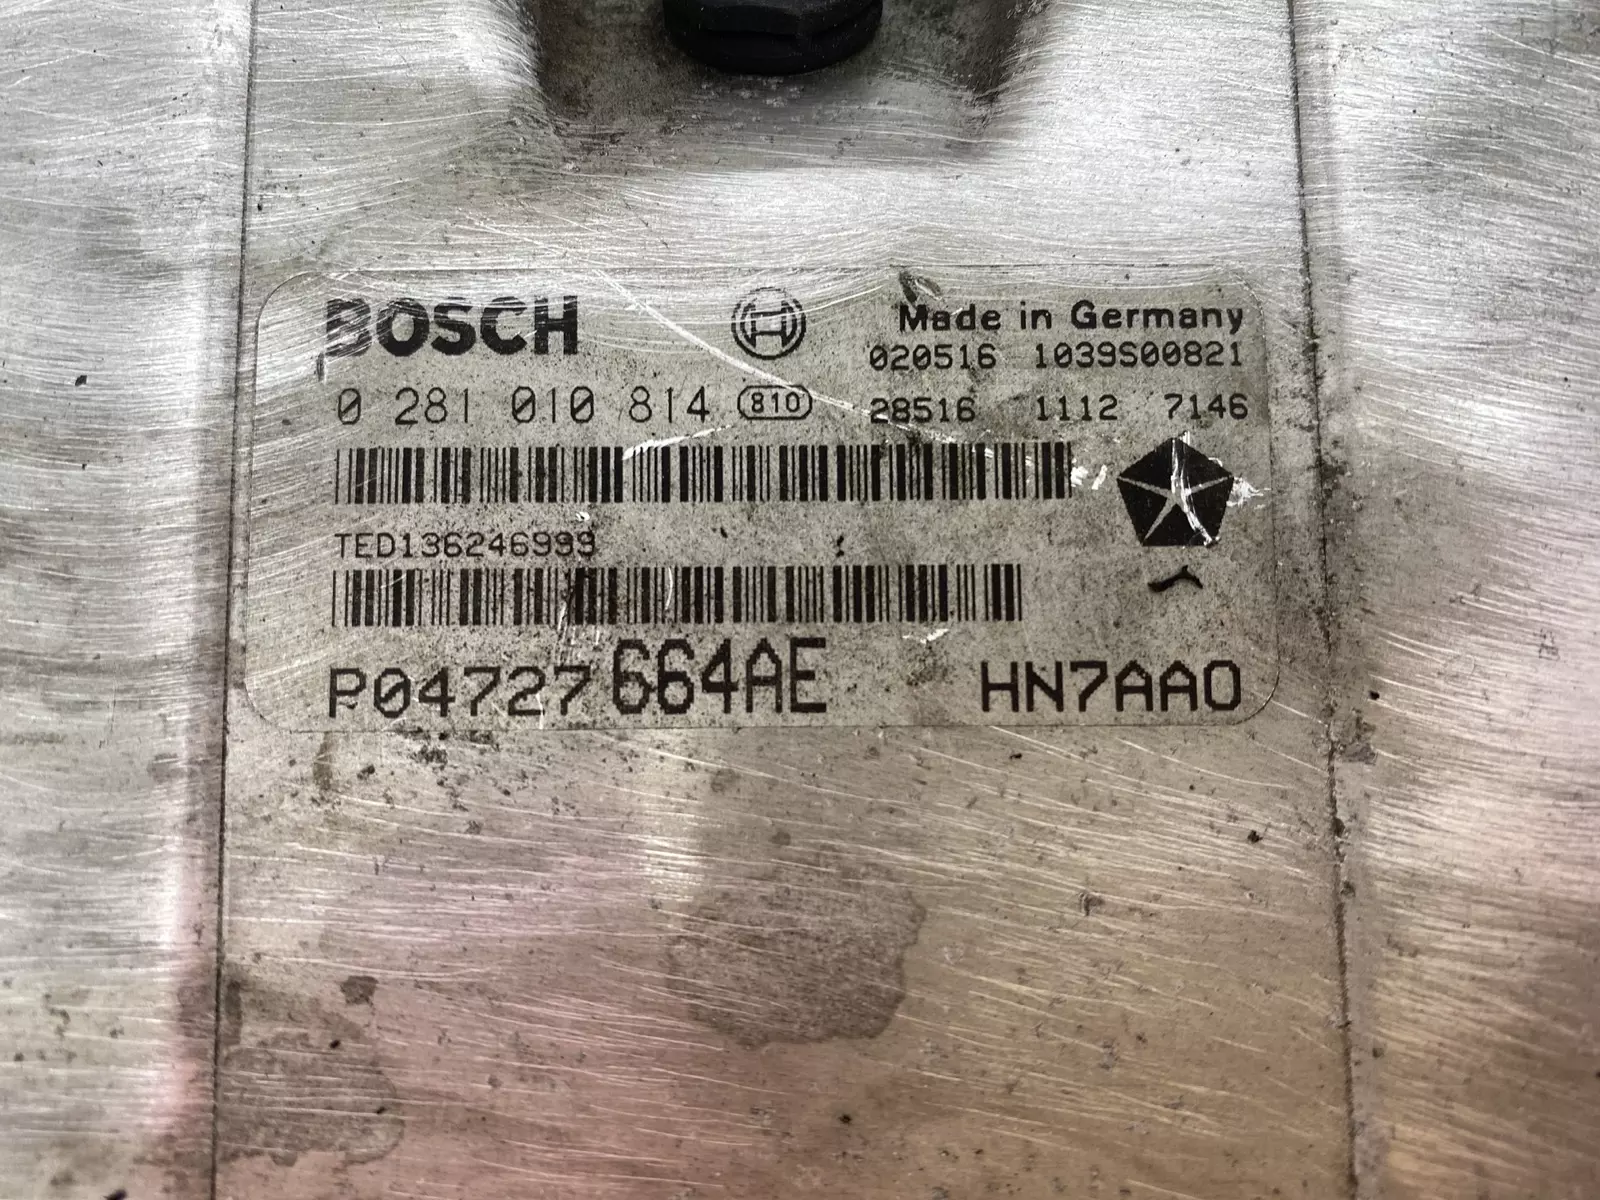 BOSCH
Made in Germany
020516 1039S00821
0 281 010 814 810
28516 1112 7146
TED136246999
P04727664AE HN7AA0